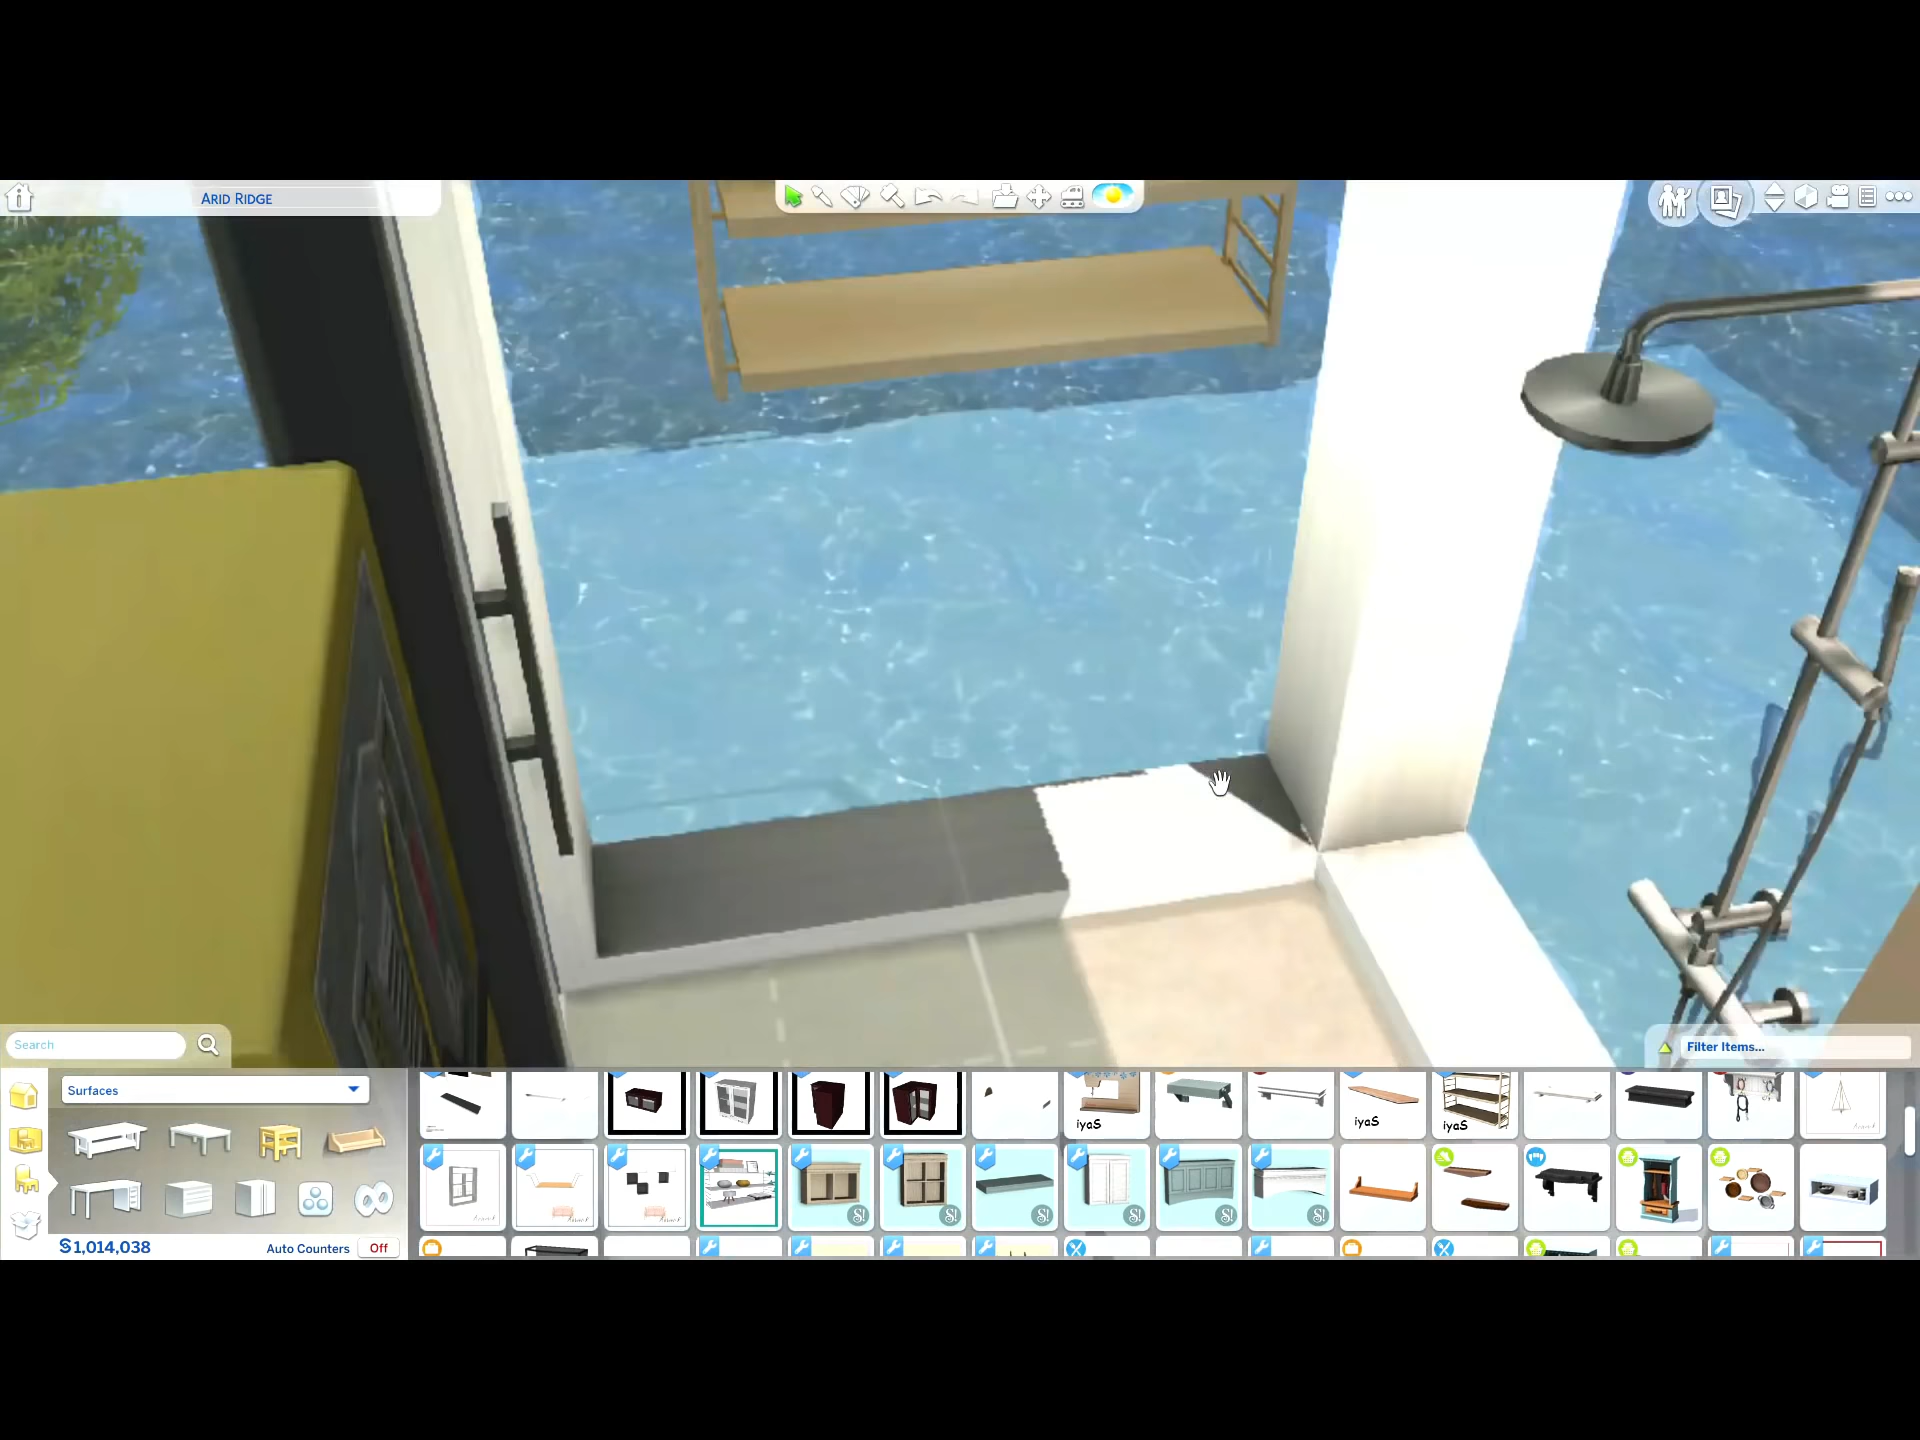 ARID RIDGE
Search
Filter Items...
Surfaces
iyaS
iyaS
iyaS
S!
S!
S!
S!
S!
S!
§1,014,038
Auto Counters
Off